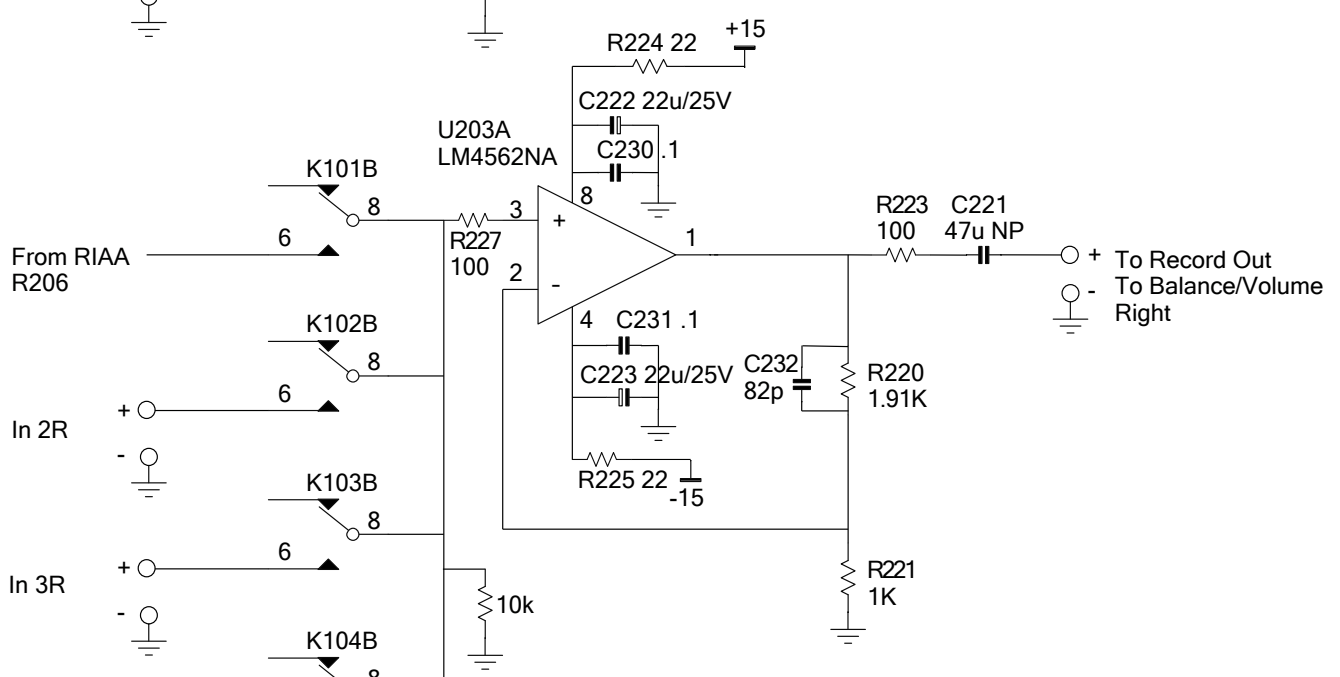 +15
R224 22
C222 22u/25V
U203A
LM4562NA
C230 .1
K101B
8
8
3
+
R227
100
1
R223
100
C221
47u NP
6
From RIAA
R206
2
-
+
To Record Out
-
To Balance/Volume
Right
4
C231 .1
K102B
8
C223 22u/25V
C232
82p
R220
1.91K
6
+
In 2R
-
R225 22
-15
K103B
8
6
+
In 3R
-
10k
R221
1K
K104B
8